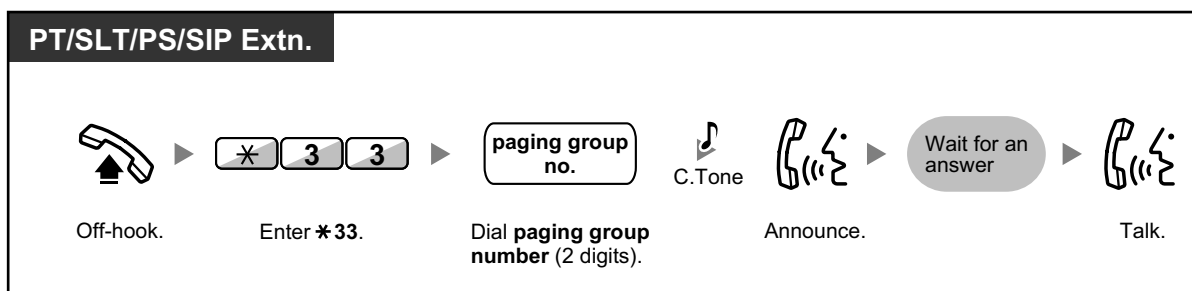 PT/SLT/PS/SIP Extn.
✳ 3 3
paging group
no.
C.Tone
Wait for an
answer
Off-hook.
Enter ✳33.
Dial paging group
number (2 digits).
Announce.
Talk.